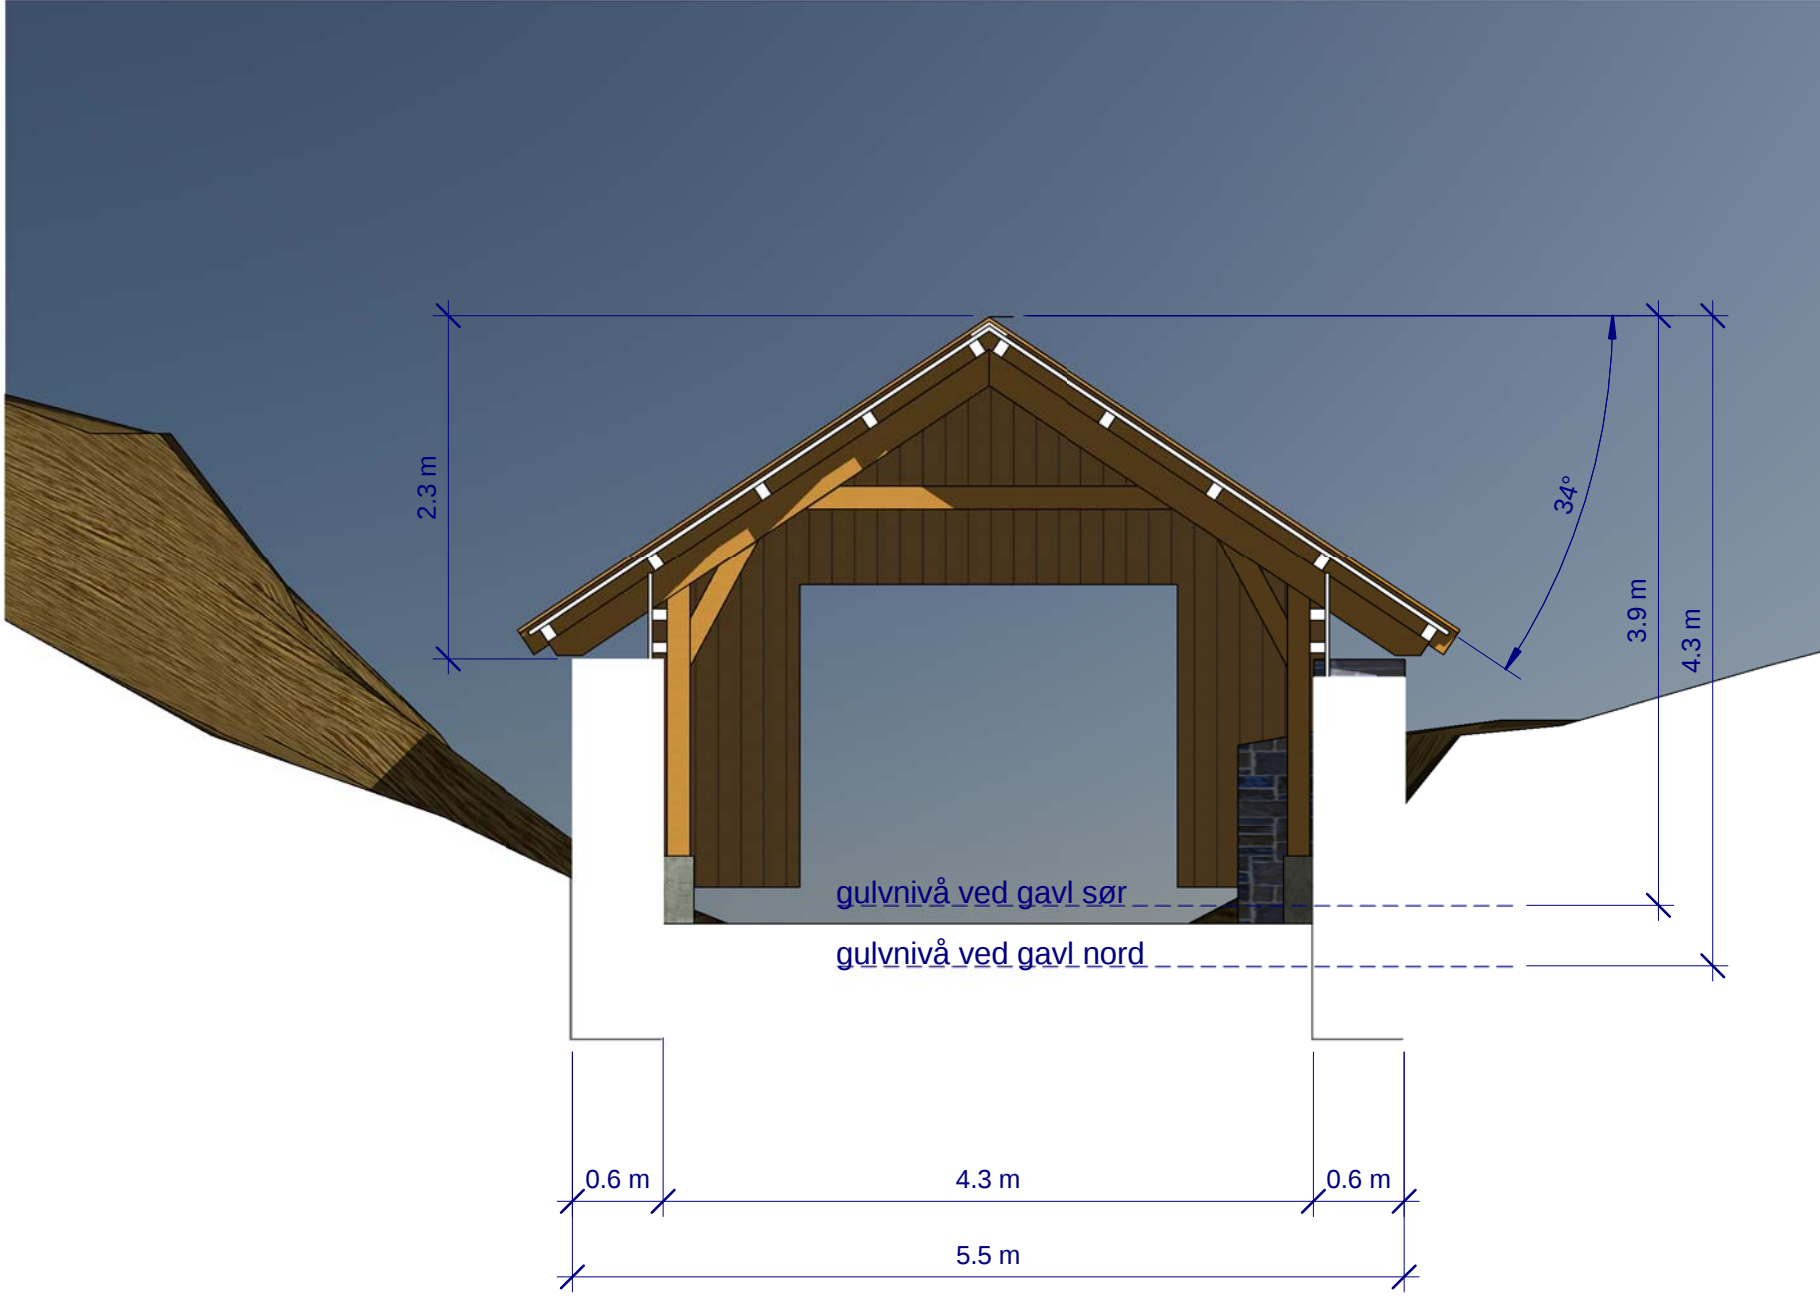 2.3 m
34°
3.9 m
4.3 m
gulvnivå ved gavl sør
gulvnivå ved gavl nord
0.6 m
4.3 m
0.6 m
5.5 m